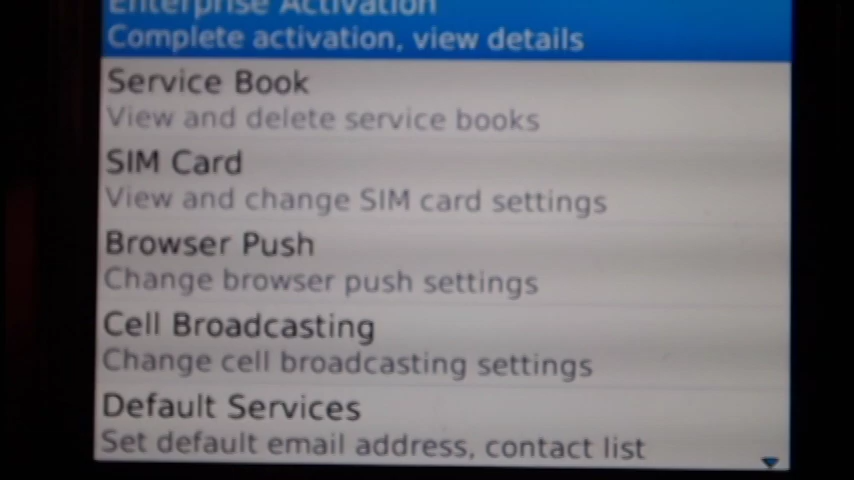 Enterprise Activation
Complete activation, view details
Service Book
View and delete service books
SIM Card
View and change SIM card settings
Browser Push
Change browser push settings
Cell Broadcasting
Change cell broadcasting settings
Default Services
Set default email address, contact list